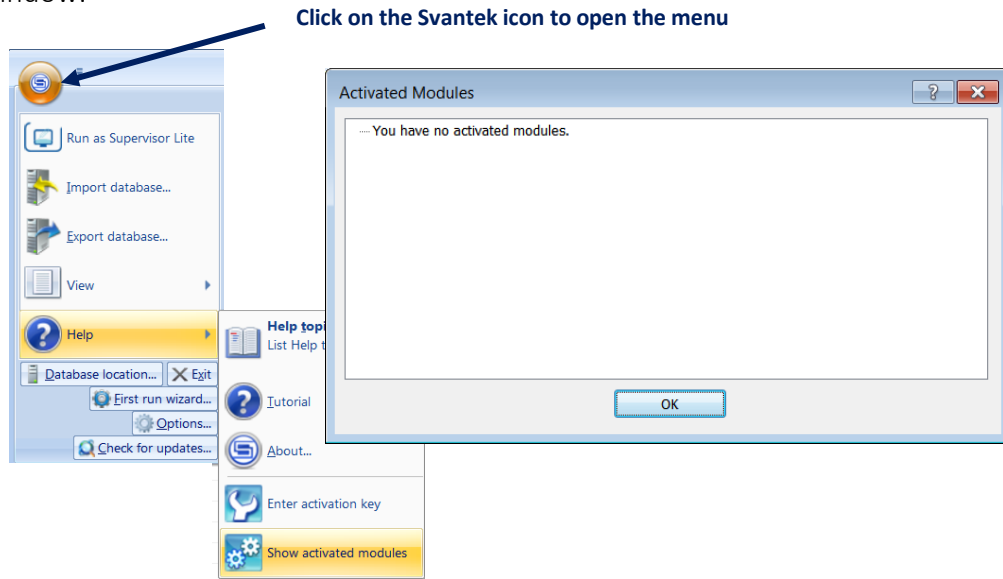 Click on the Svantek icon to open the menu
Activated Modules
You have no activated modules.
OK
Run as Supervisor Lite
Import database...
Export database...
View
Help
Database location...
Exit
First run wizard...
Options...
Check for updates...
Help topi
List Help t
Tutorial
About...
Enter activation key
Show activated modules